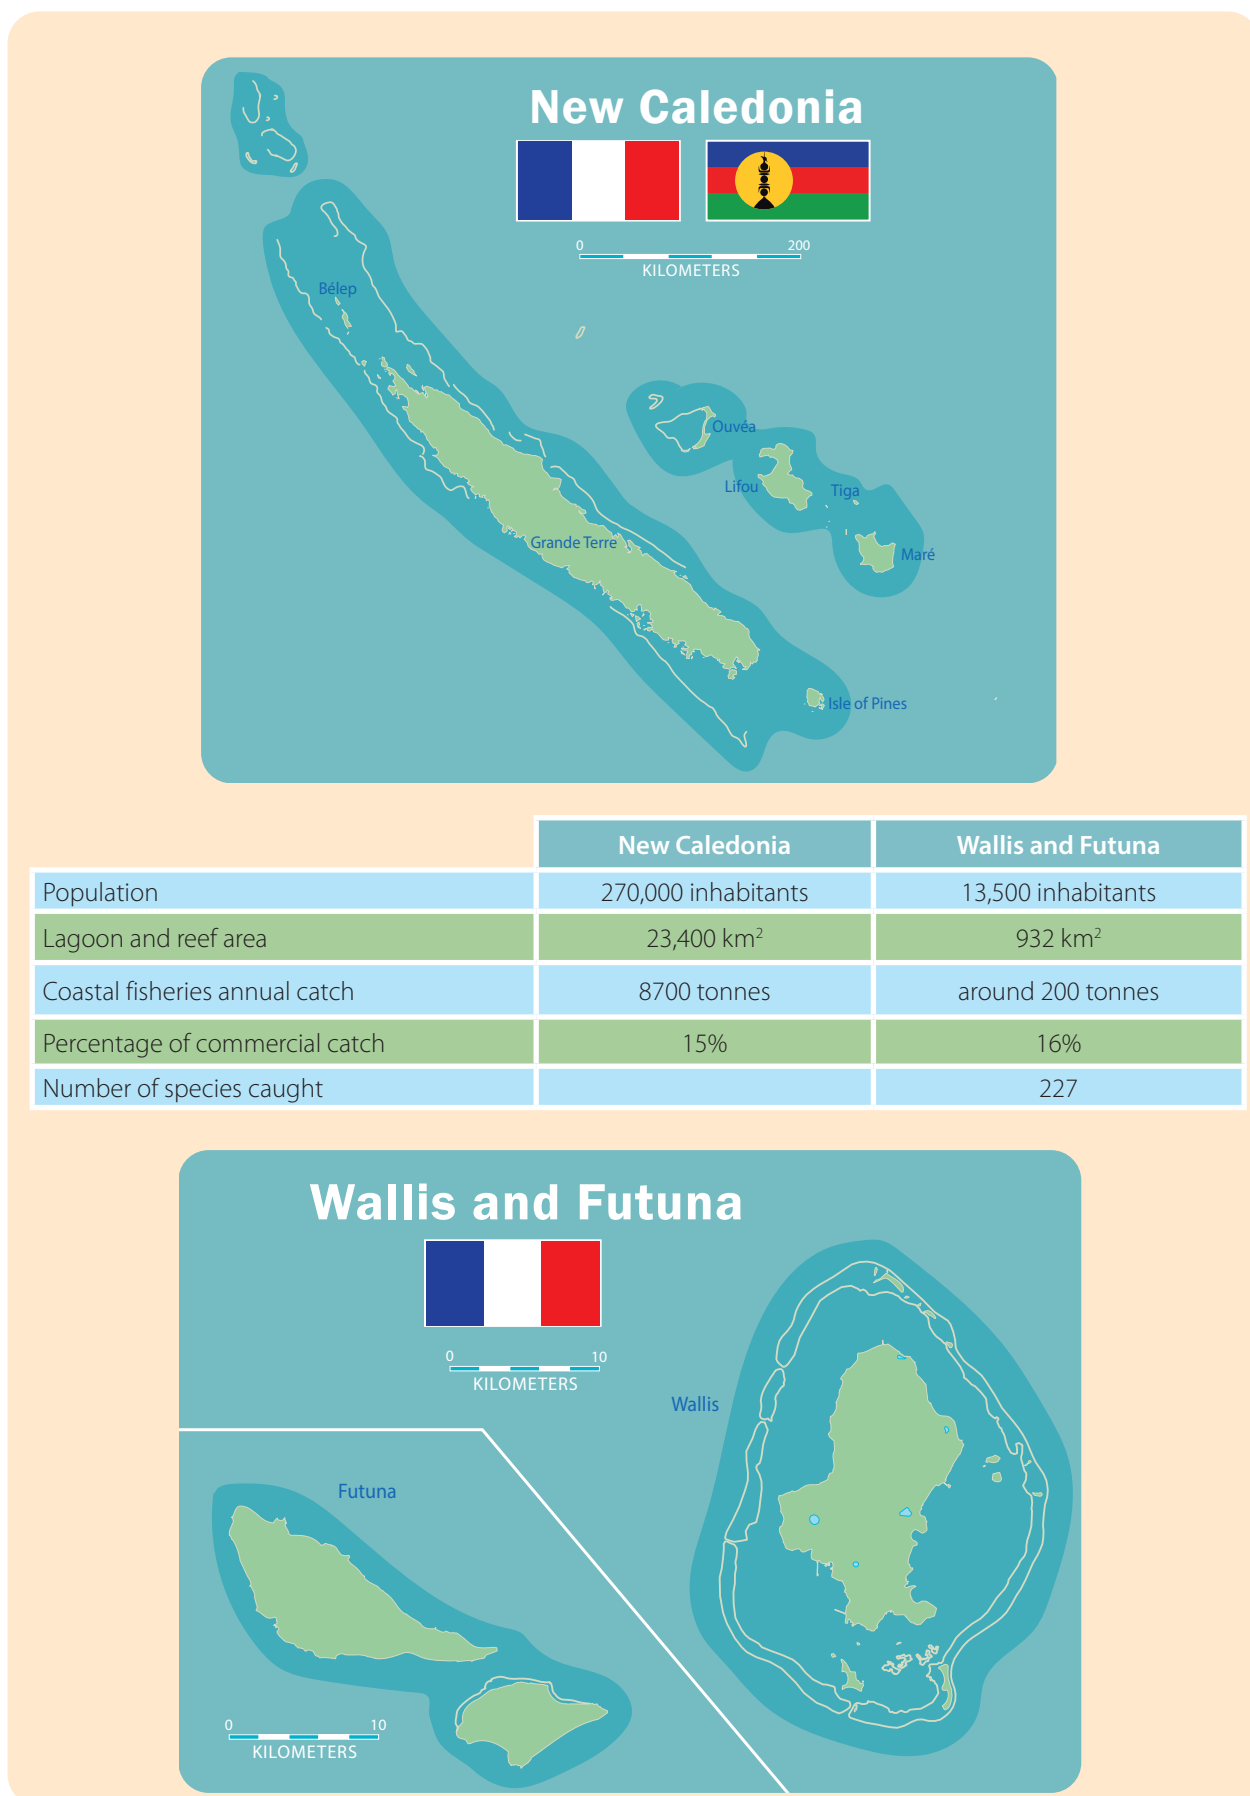 New Caledonia
0 200
KILOMETERS
Bélep
Ouvéa
Lifou
Tiga
Grande Terre
Maré
Isle of Pines
New Caledonia Wallis and Futuna
Population 270,000 inhabitants 13,500 inhabitants
Lagoon and reef area 23,400 km² 932 km²
Coastal fisheries annual catch 8700 tonnes around 200 tonnes
Percentage of commercial catch 15% 16%
Number of species caught 227
Wallis and Futuna
0 10
KILOMETERS
Wallis
Futuna
0 10
KILOMETERS